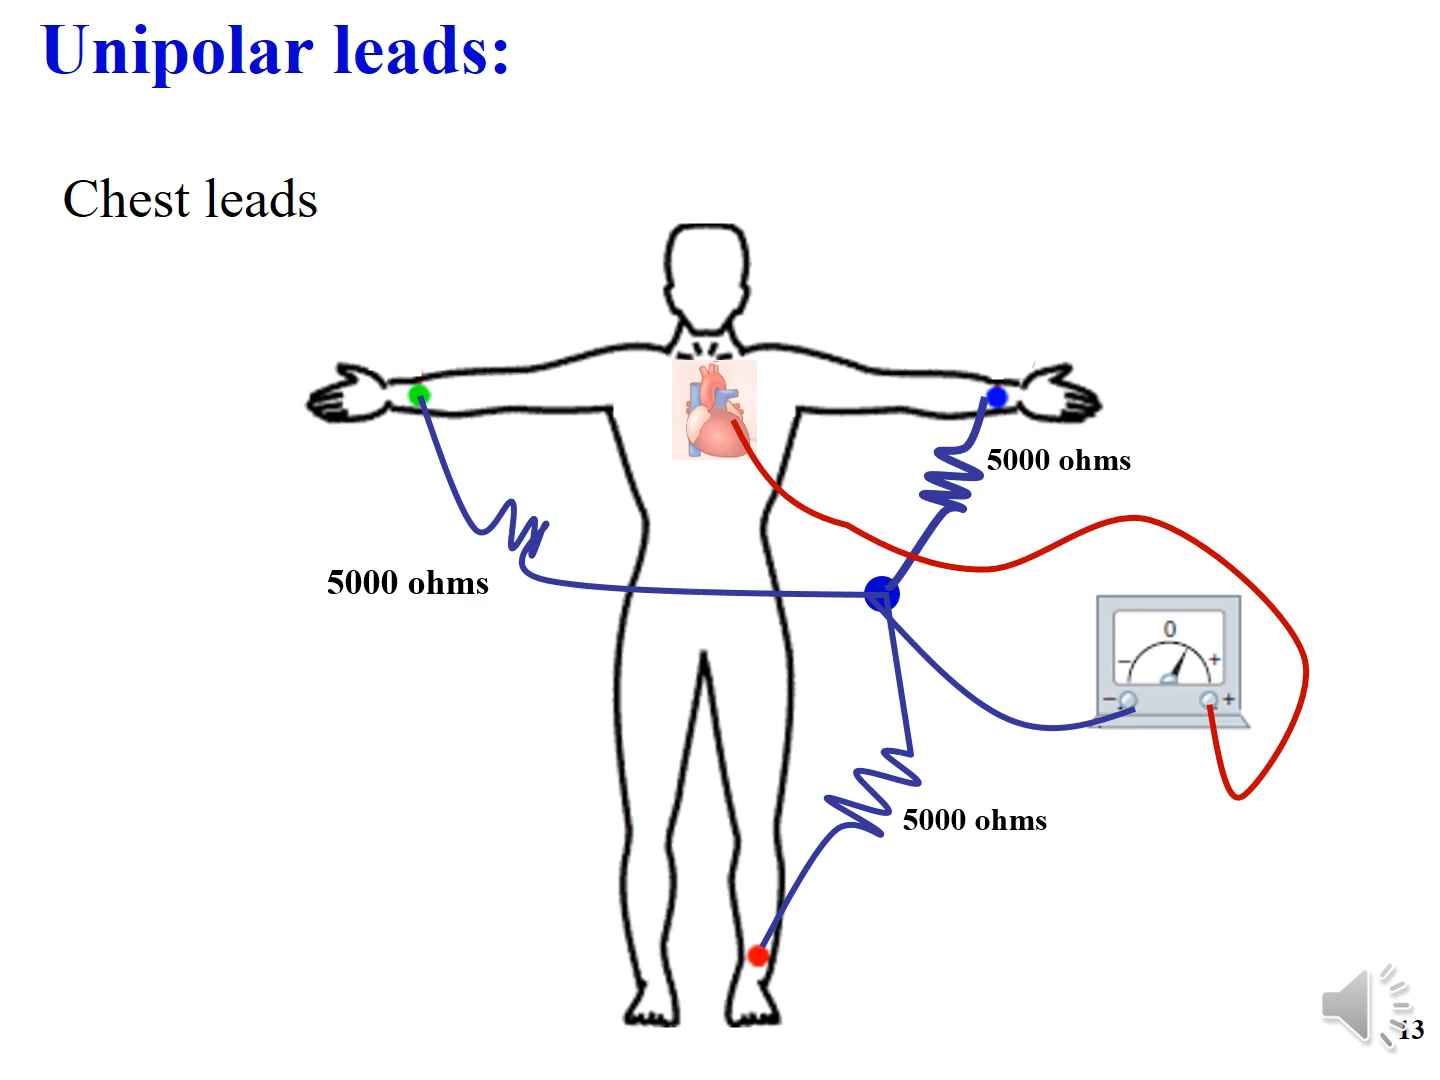 Unipolar leads:
Chest leads
5000 ohms
5000 ohms
0
− +
− +
5000 ohms
13